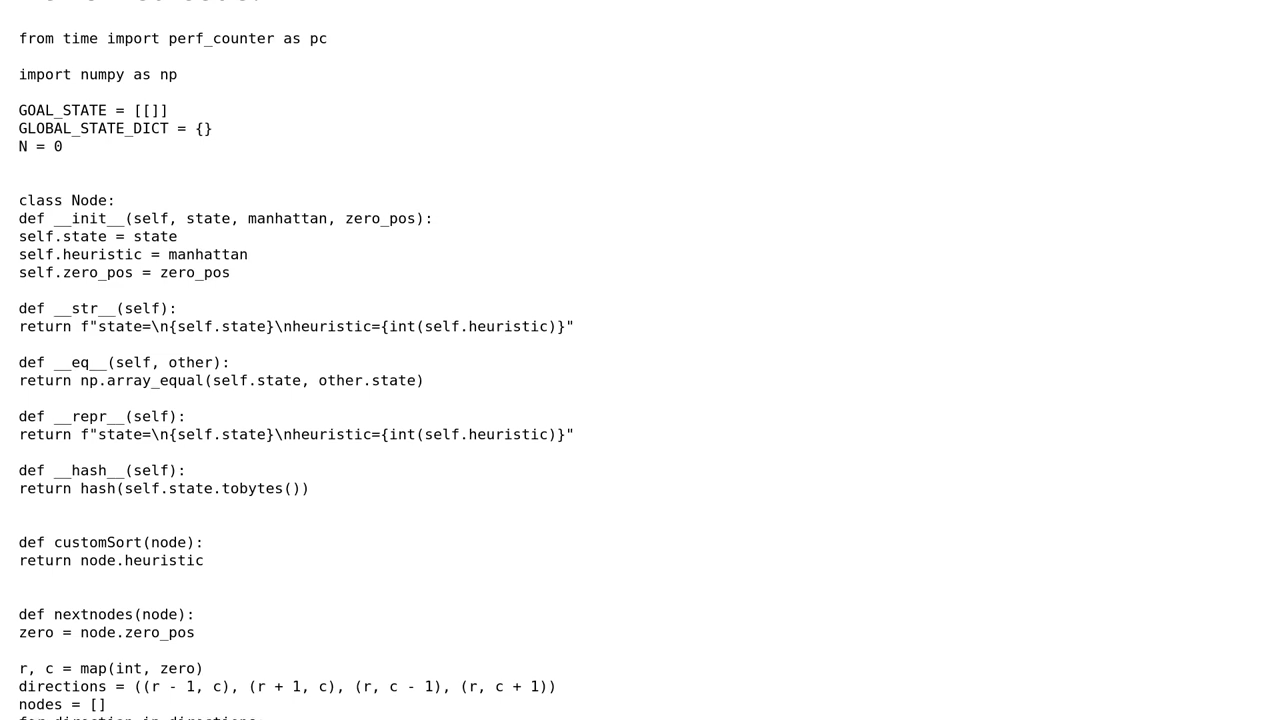 from time import perf_counter as pc
import numpy as np
GOAL_STATE = [[]]
GLOBAL_STATE_DICT = {}
N = 0
class Node:
def __init__(self, state, manhattan, zero_pos):
self.state = state
self.heuristic = manhattan
self.zero_pos = zero_pos
def __str__(self):
return f"state=\n{self.state}\nheuristic={int(self.heuristic)}"
def __eq__(self, other):
return np.array_equal(self.state, other.state)
def __repr__(self):
return f"state=\n{self.state}\nheuristic={int(self.heuristic)}"
def __hash__(self):
return hash(self.state.tobytes())
def customSort(node):
return node.heuristic
def nextnodes(node):
zero = node.zero_pos
r, c = map(int, zero)
directions = ((r - 1, c), (r + 1, c), (r, c - 1), (r, c + 1))
nodes = []
for direction in directions: